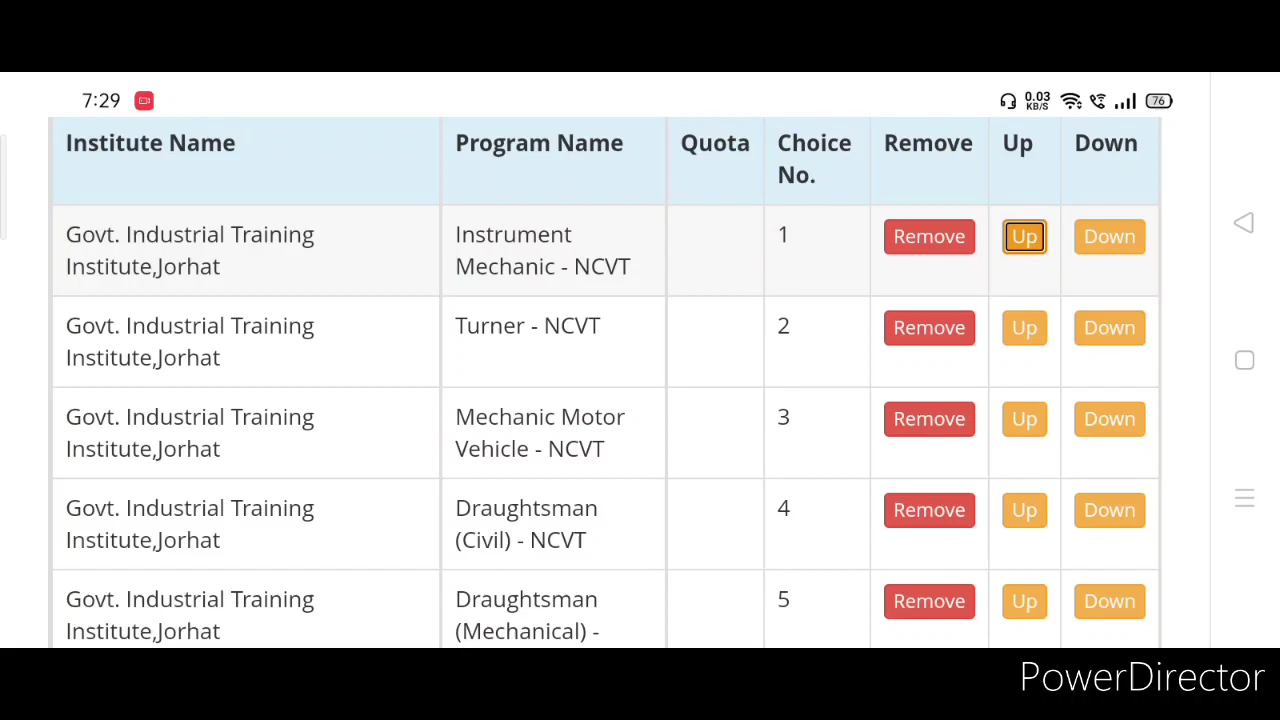 7:29
0.03
KB/S
76
Institute Name Program Name Quota Choice No. Remove Up Down
Govt. Industrial Training
Institute,Jorhat
Instrument
Mechanic - NCVT
1
Remove
Up
Down
Govt. Industrial Training
Institute,Jorhat
Turner - NCVT
2
Remove
Up
Down
Govt. Industrial Training
Institute,Jorhat
Mechanic Motor
Vehicle - NCVT
3
Remove
Up
Down
Govt. Industrial Training
Institute,Jorhat
Draughtsman
(Civil) - NCVT
4
Remove
Up
Down
Govt. Industrial Training
Institute,Jorhat
Draughtsman
(Mechanical) -
5
Remove
Up
Down
PowerDirector